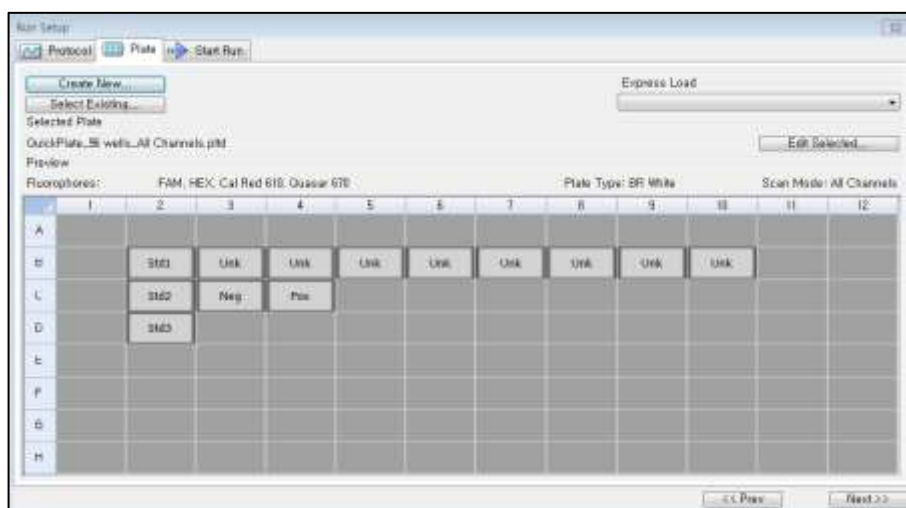 Run Setup
Protocol Plate Start Run
Create New...
Express Load
Select Existing...
Selected Plate
QuickPlate_96 wells_All Channels.pltd
Edit Selected...
Preview
Fluorophores: FAM, HEX, Cal Red 610, Quasar 670 Plate Type: BR White Scan Mode: All Channels
1 2 3 4 5 6 7 8 9 10 11 12
A
B Std1 Unk Unk Unk Unk Unk Unk Unk Unk
C Std2 Neg Pos
D Std3
E
F
G
H
<< Prev Next >>